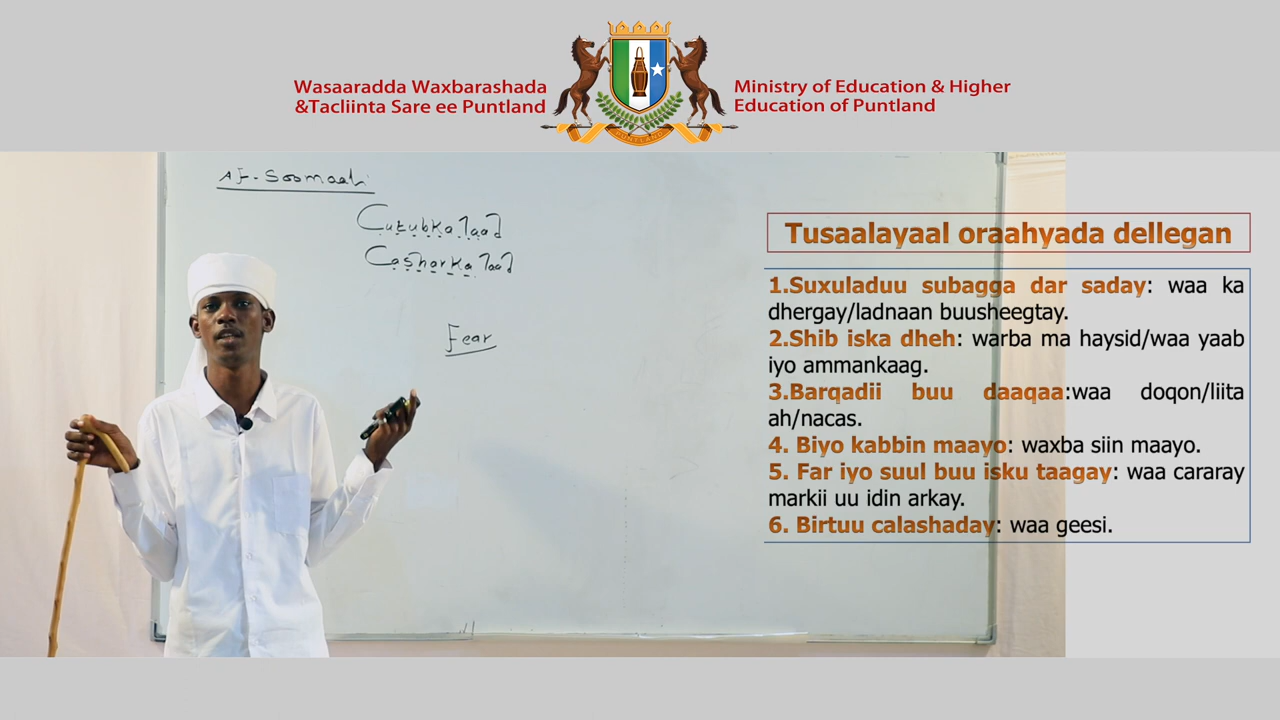 Wasaaradda Waxbarashada
&Tacliinta Sare ee Puntland
Ministry of Education & Higher
Education of Puntland
PUNTLAND
AF-Soomaali
Cutubka 1aad
Casharka 1aad
Fear
Tusaalayaal oraahyada dellegan
1.Suxuladuu subagga dar saday: waa ka
dhergay/ladnaan buusheegtay.
2.Shib iska dheh: warba ma haysid/waa yaab
iyo ammankaag.
3.Barqadii buu daaqaa:waa doqon/liita
ah/nacas.
4. Biyo kabbin maayo: waxba siin maayo.
5. Far iyo suul buu isku taagay: waa cararay
markii uu idin arkay.
6. Birtuu calashaday: waa geesi.